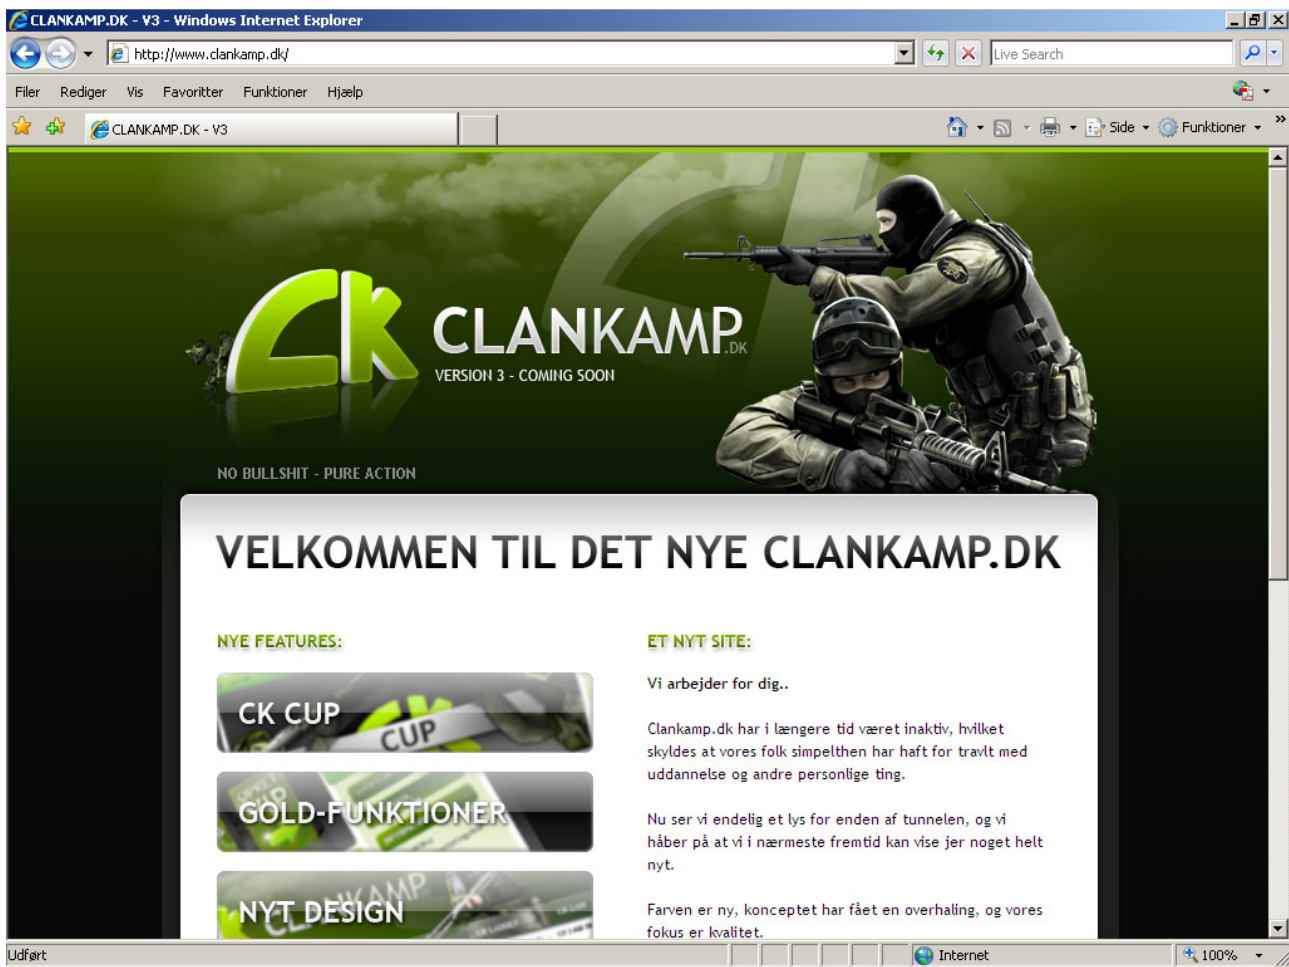 CLANKAMP.DK - V3 - Windows Internet Explorer
http://www.clankamp.dk/
Live Search
Filer Rediger Vis Favoritter Funktioner Hjælp
CLANKAMP.DK - V3
Side Funktioner »
CK
CLANKAMP.DK
VERSION 3 - COMING SOON
NO BULLSHIT - PURE ACTION
VELKOMMEN TIL DET NYE CLANKAMP.DK
NYE FEATURES:
CK CUP
CUP
GOLD-FUNKTIONER
OPRET
CUP
NYT DESIGN
CLANKAMP
ET NYT SITE:
Vi arbejder for dig..
Clankamp.dk har i længere tid været inaktiv, hvilket
skyldes at vores folk simpelthen har haft for travlt med
uddannelse og andre personlige ting.
Nu ser vi endelig et lys for enden af tunnelen, og vi
håber på at vi i nærmeste fremtid kan vise jer noget helt
nyt.
Farven er ny, konceptet har fået en overhaling, og vores
fokus er kvalitet.
Udført
Internet
100%